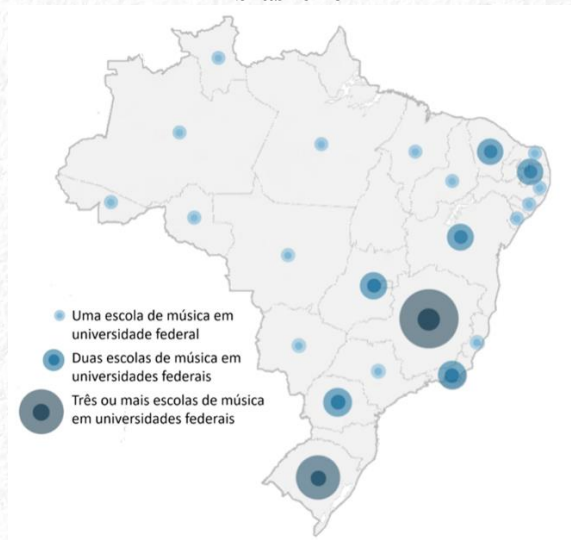 Uma escola de música em
universidade federal
Duas escolas de música em
universidades federais
Três ou mais escolas de música
em universidades federais